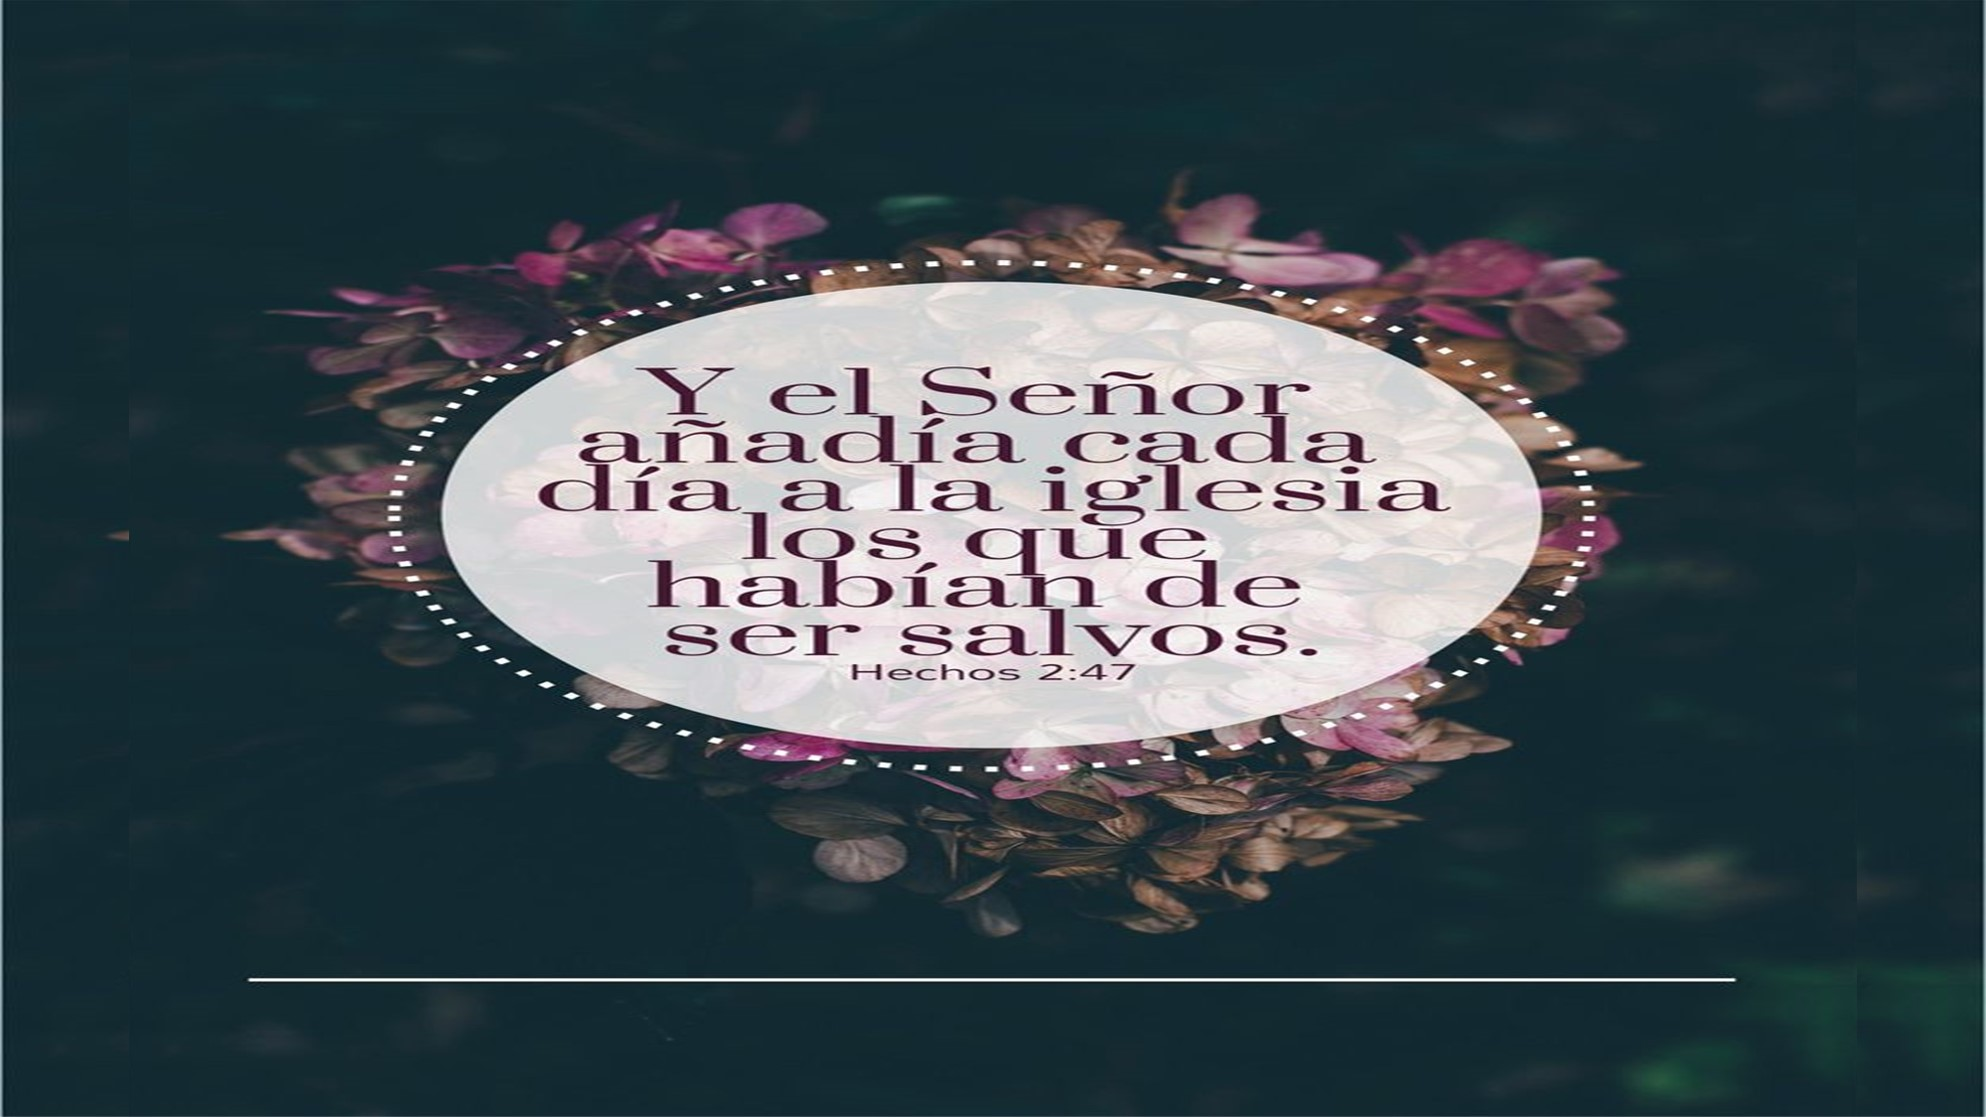 Y el Señor
añadía cada
día a la iglesia
los que
habían de
ser salvos.
Hechos 2:47